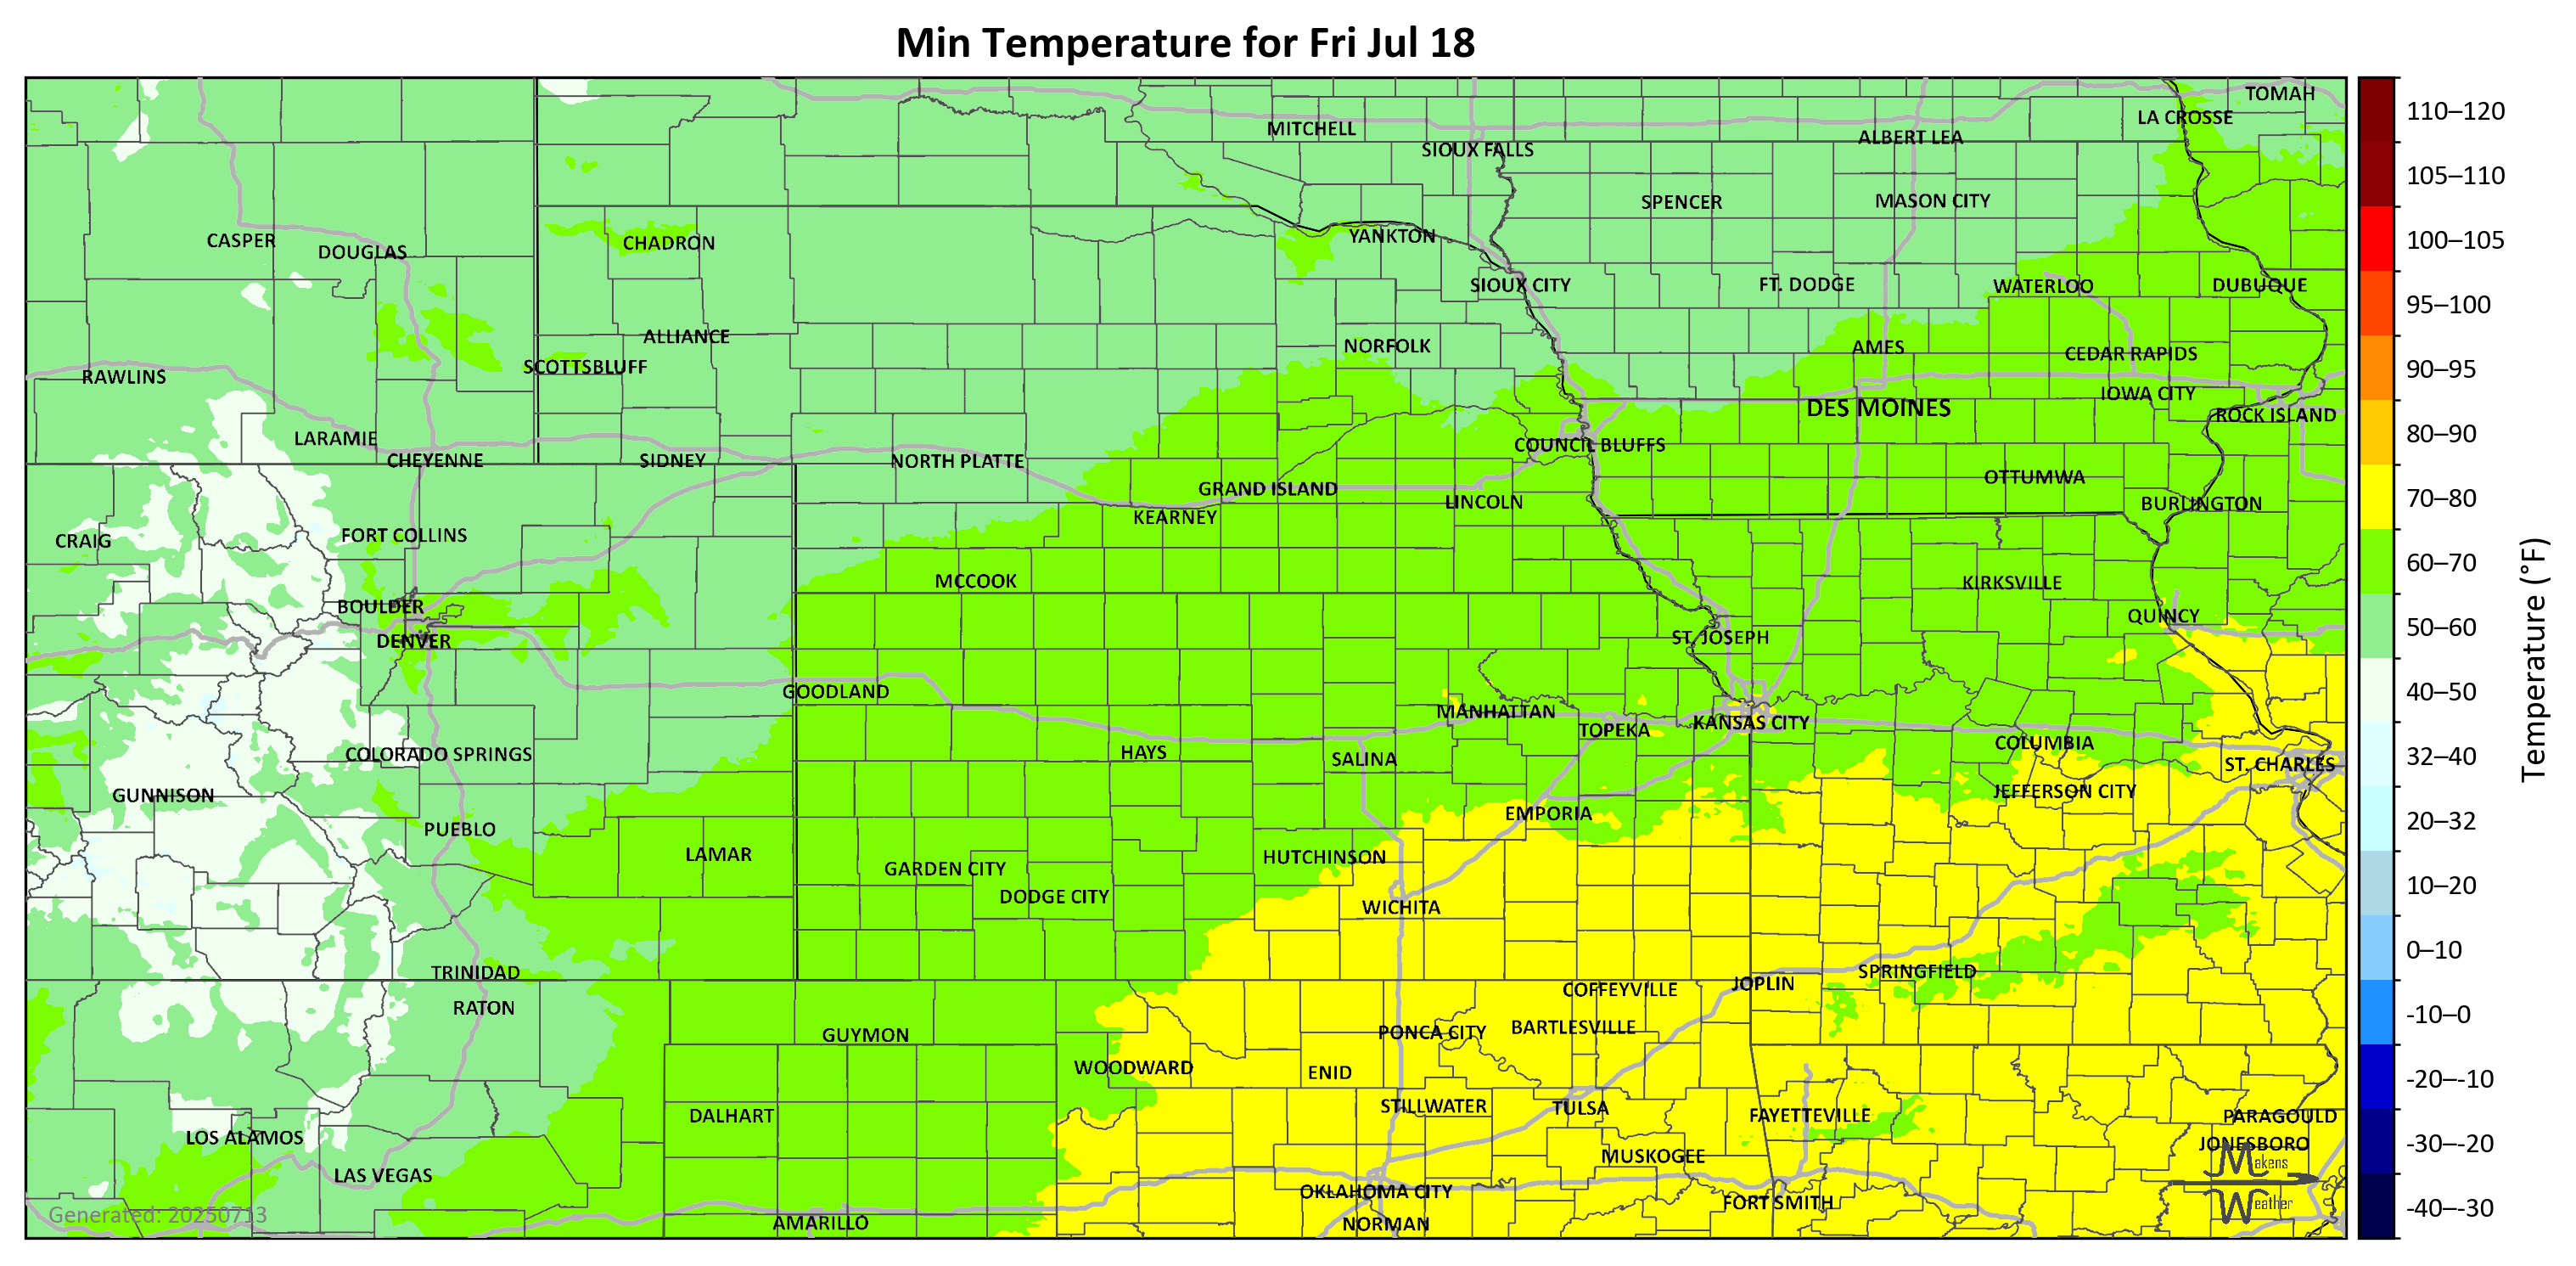 Min Temperature for Fri Jul 18
TOMAH
LA CROSSE
MITCHELL
ALBERT LEA
SIOUX FALLS
SPENCER
MASON CITY
CASPER
DOUGLAS
CHADRON
YANKTON
SIOUX CITY
FT. DODGE
WATERLOO
DUBUQUE
ALLIANCE
NORFOLK
AMES
CEDAR RAPIDS
SCOTTSBLUFF
RAWLINS
IOWA CITY
DES MOINES
ROCK ISLAND
LARAMIE
COUNCIL BLUFFS
CHEYENNE
SIDNEY
NORTH PLATTE
OTTUMWA
GRAND ISLAND
LINCOLN
BURLINGTON
KEARNEY
CRAIG
FORT COLLINS
MCCOOK
KIRKSVILLE
BOULDER
QUINCY
DENVER
ST. JOSEPH
GOODLAND
MANHATTAN
TOPEKA
KANSAS CITY
COLUMBIA
COLORADO SPRINGS
HAYS
SALINA
ST. CHARLES
GUNNISON
JEFFERSON CITY
EMPORIA
PUEBLO
LAMAR
HUTCHINSON
GARDEN CITY
DODGE CITY
WICHITA
TRINIDAD
SPRINGFIELD
JOPLIN
COFFEYVILLE
RATON
GUYMON
PONCA CITY
BARTLESVILLE
WOODWARD
ENID
DALHART
STILLWATER
TULSA
FAYETTEVILLE
PARAGOULD
LOS ALAMOS
JONESBORO
MUSKOGEE
LAS VEGAS
OKLAHOMA CITY
FORT SMITH
AMARILLO
NORMAN
Makens
Weather
Generated: 20250713
110–120
105–110
100–105
95–100
90–95
80–90
70–80
60–70
50–60
40–50
32–40
20–32
10–20
0–10
-10–0
-20–-10
-30–-20
-40–-30
Temperature (°F)